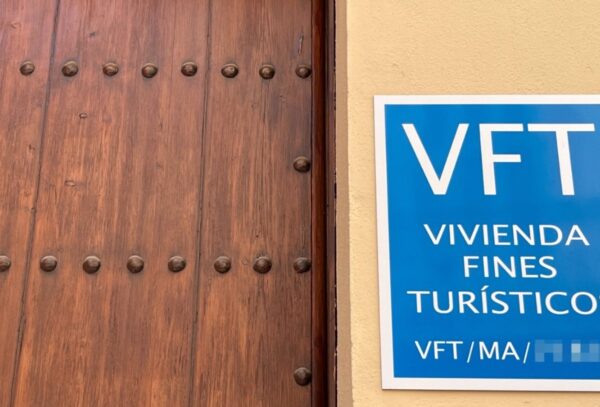 VFT
VIVIENDA
FINES
TURÍSTICO
VFT/MA/